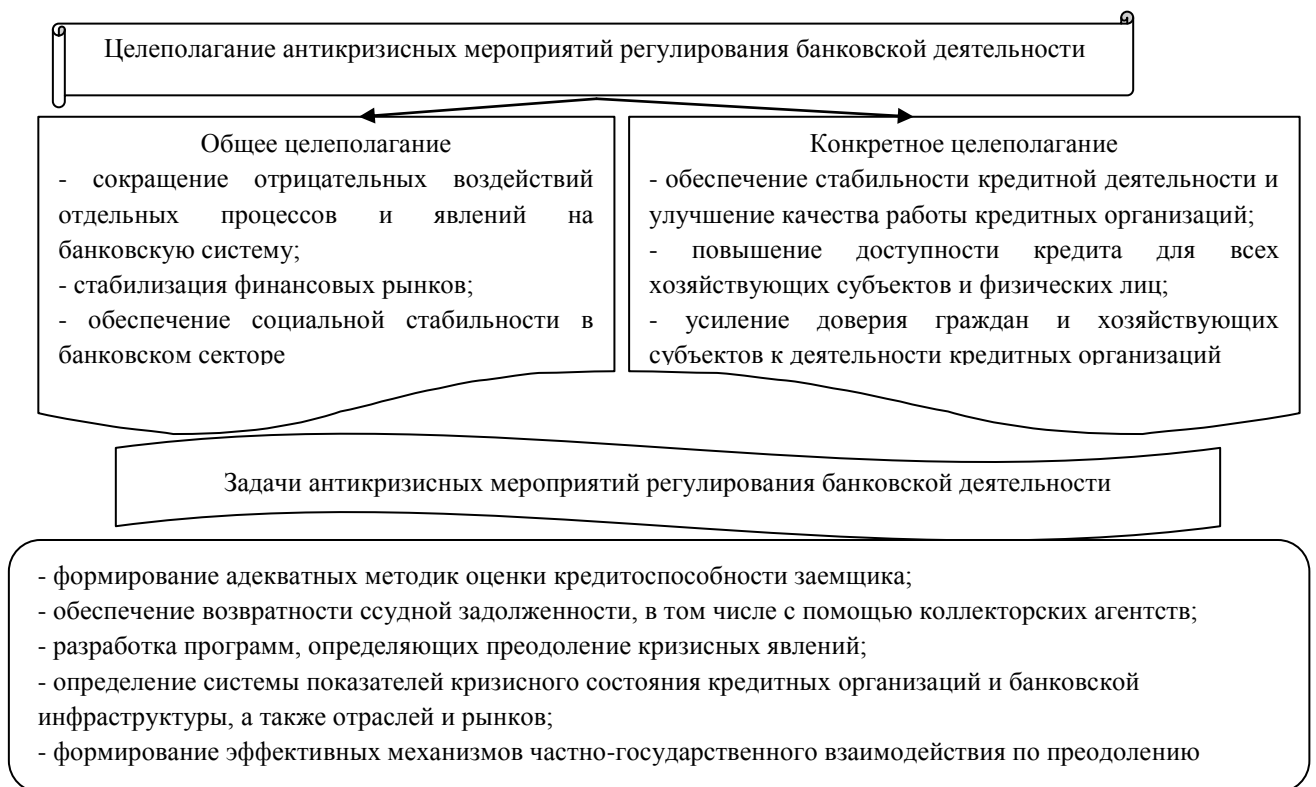 Целеполагание антикризисных мероприятий регулирования банковской деятельности
Общее целеполагание
- сокращение отрицательных воздействий
отдельных процессов и явлений на
банковскую систему;
- стабилизация финансовых рынков;
- обеспечение социальной стабильности в
банковском секторе
Конкретное целеполагание
- обеспечение стабильности кредитной деятельности и
улучшение качества работы кредитных организаций;
- повышение доступности кредита для всех
хозяйствующих субъектов и физических лиц;
- усиление доверия граждан и хозяйствующих
субъектов к деятельности кредитных организаций
Задачи антикризисных мероприятий регулирования банковской деятельности
- формирование адекватных методик оценки кредитоспособности заемщика;
- обеспечение возвратности ссудной задолженности, в том числе с помощью коллекторских агентств;
- разработка программ, определяющих преодоление кризисных явлений;
- определение системы показателей кризисного состояния кредитных организаций и банковской
инфраструктуры, а также отраслей и рынков;
- формирование эффективных механизмов частно-государственного взаимодействия по преодолению